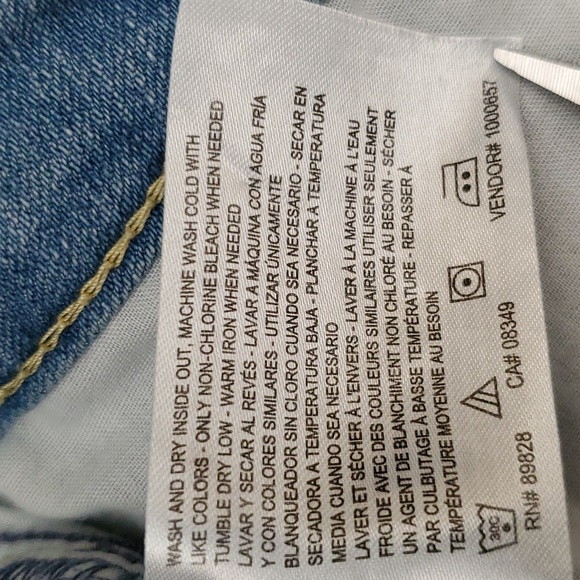 WASH AND DRY INSIDE OUT, MACHINE WASH COLD WITH
LIKE COLORS - ONLY NON-CHLORINE BLEACH WHEN NEEDED
TUMBLE DRY LOW - WARM IRON WHEN NEEDED
LAVAR Y SECAR AL REVÉS - LAVAR A MÁQUINA CON AGUA FRÍA
Y CON COLORES SIMILARES - UTILIZAR ÚNICAMENTE
BLANQUEADOR SIN CLORO CUANDO SEA NECESARIO - SECAR EN
SECADORA A TEMPERATURA BAJA - PLANCHAR A TEMPERATURA
MEDIA CUANDO SEA NECESARIO
LAVER ET SÉCHER À L'ENVERS - LAVER À LA MACHINE À L'EAU
FROIDE AVEC DES COULEURS SIMILAIRES UTILISER SEULEMENT
UN AGENT DE BLANCHIMENT NON CHLORÉ AU BESOIN - SÉCHER
PAR CULBUTAGE À BASSE TEMPÉRATURE - REPASSER À
TEMPÉRATURE MOYENNE AU BESOIN
30C
RN# 89828 CA# 08349 VENDOR# 1000657